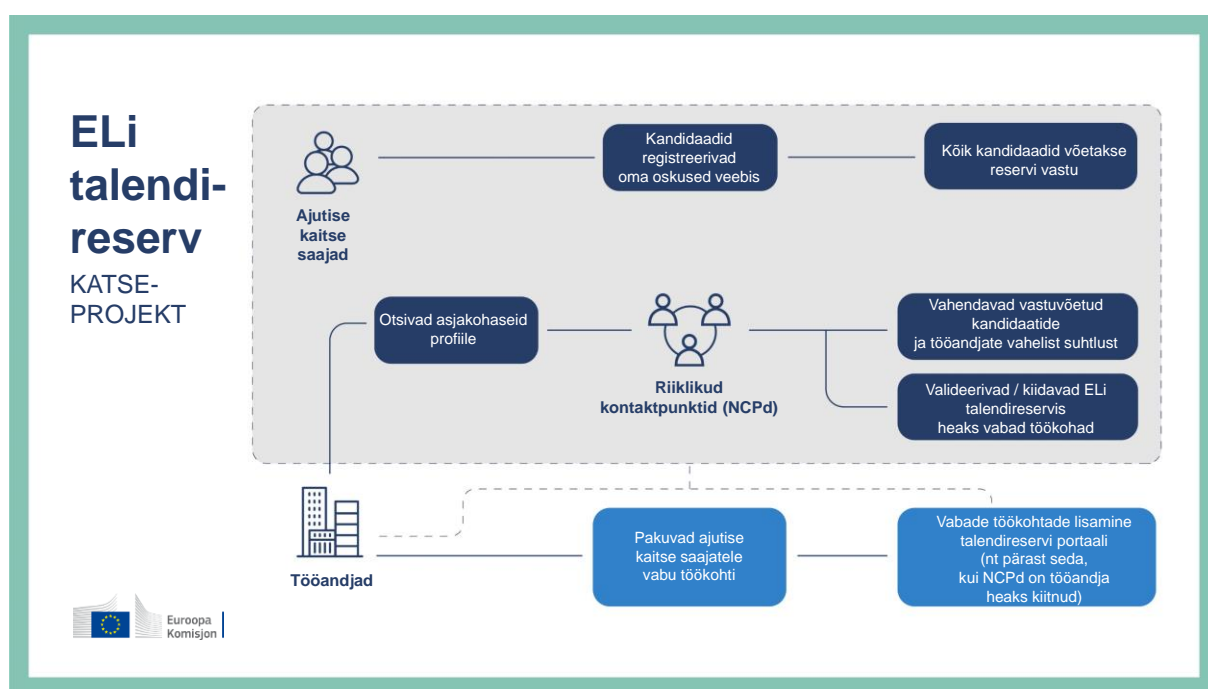 ELi
talendi-
reserv
KATSE-
PROJEKT
Ajutise
kaitse
saajad
Kandidaadid
registreerivad
oma oskused veebis
Kõik kandidaadid võetakse
reservi vastu
Otsivad asjakohaseid
profiile
Riiklikud
kontaktpunktid (NCPd)
Vahendavad vastuvõetud
kandidaatide
ja tööandjate vahelist suhtlust
Valideerivad / kiidavad ELi
talendireservis
heaks vabad töökohad
Tööandjad
Pakuvad ajutise
kaitse saajatele
vabu töökohti
Vabade töökohtade lisamine
talendireservi portaali
(nt pärast seda,
kui NCPd on tööandja
heaks kiitnud)
Euroopa
Komisjon